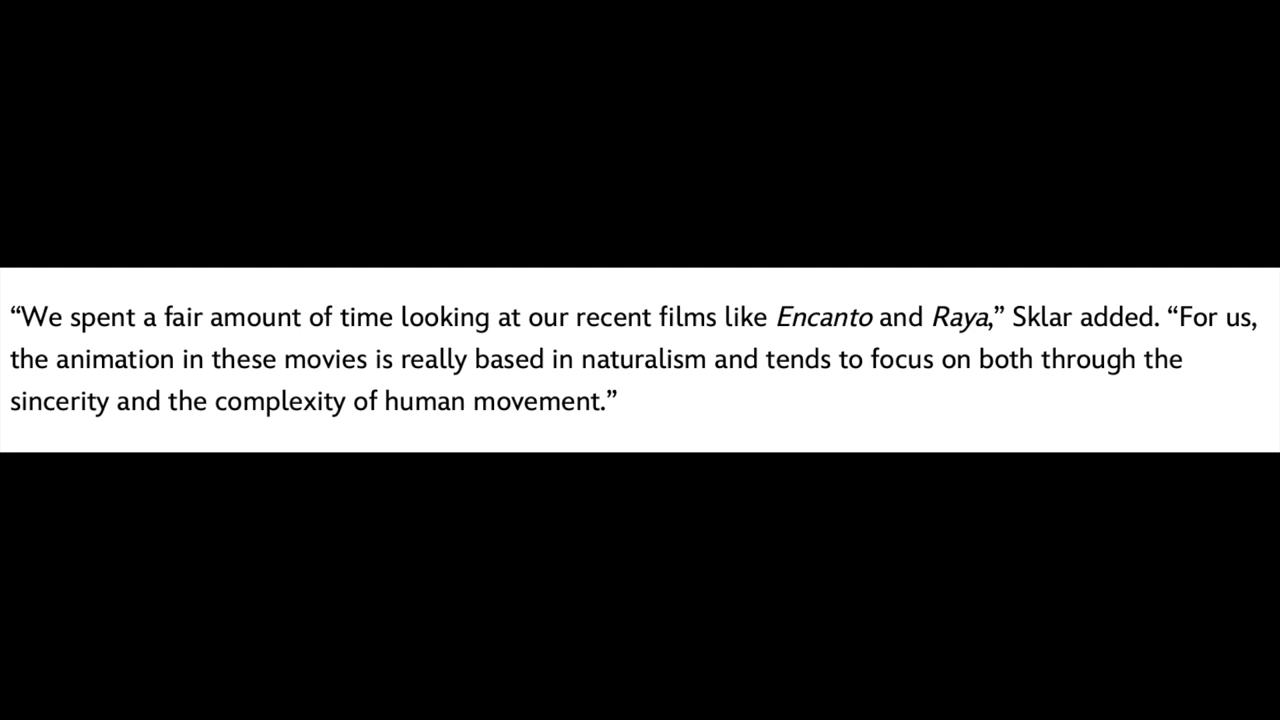 “We spent a fair amount of time looking at our recent films like Encanto and Raya,” Sklar added. “For us,
the animation in these movies is really based in naturalism and tends to focus on both through the
sincerity and the complexity of human movement.”